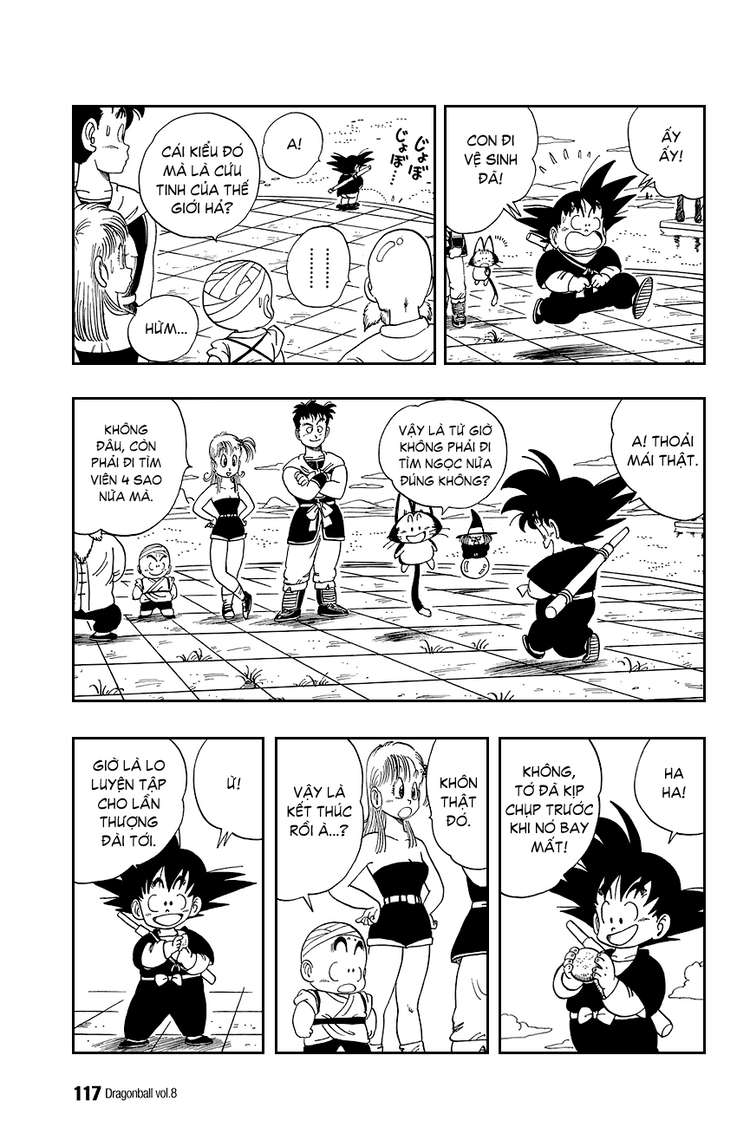 ẤY
ẤY!
CON ĐI
VỆ SINH
ĐÃ!
じょぼ
じょぼ…
A!
CÁI KIỂU ĐÓ
MÀ LÀ CỨU
TINH CỦA THẾ
GIỚI HẢ?
......
......
HỪM...
A! THOẢI
MÁI THẬT.
VẬY LÀ TỪ GIỜ
KHÔNG PHẢI ĐI
TÌM NGỌC NỮA
ĐÚNG KHÔNG?
KHÔNG
ĐÂU, CÒN
PHẢI ĐI TÌM
VIÊN 4 SAO
NỮA MÀ.
HA
HA!
KHÔNG,
TỚ ĐÃ KỊP
CHỤP TRƯỚC
KHI NÓ BAY
MẤT!
KHÔN
THẬT
ĐÓ.
VẬY LÀ
KẾT THÚC
RỒI À...?
Ừ!
GIỜ LÀ LO
LUYỆN TẬP
CHO LẦN
THƯỢNG
ĐÀI TỚI.
117 Dragonball vol.8